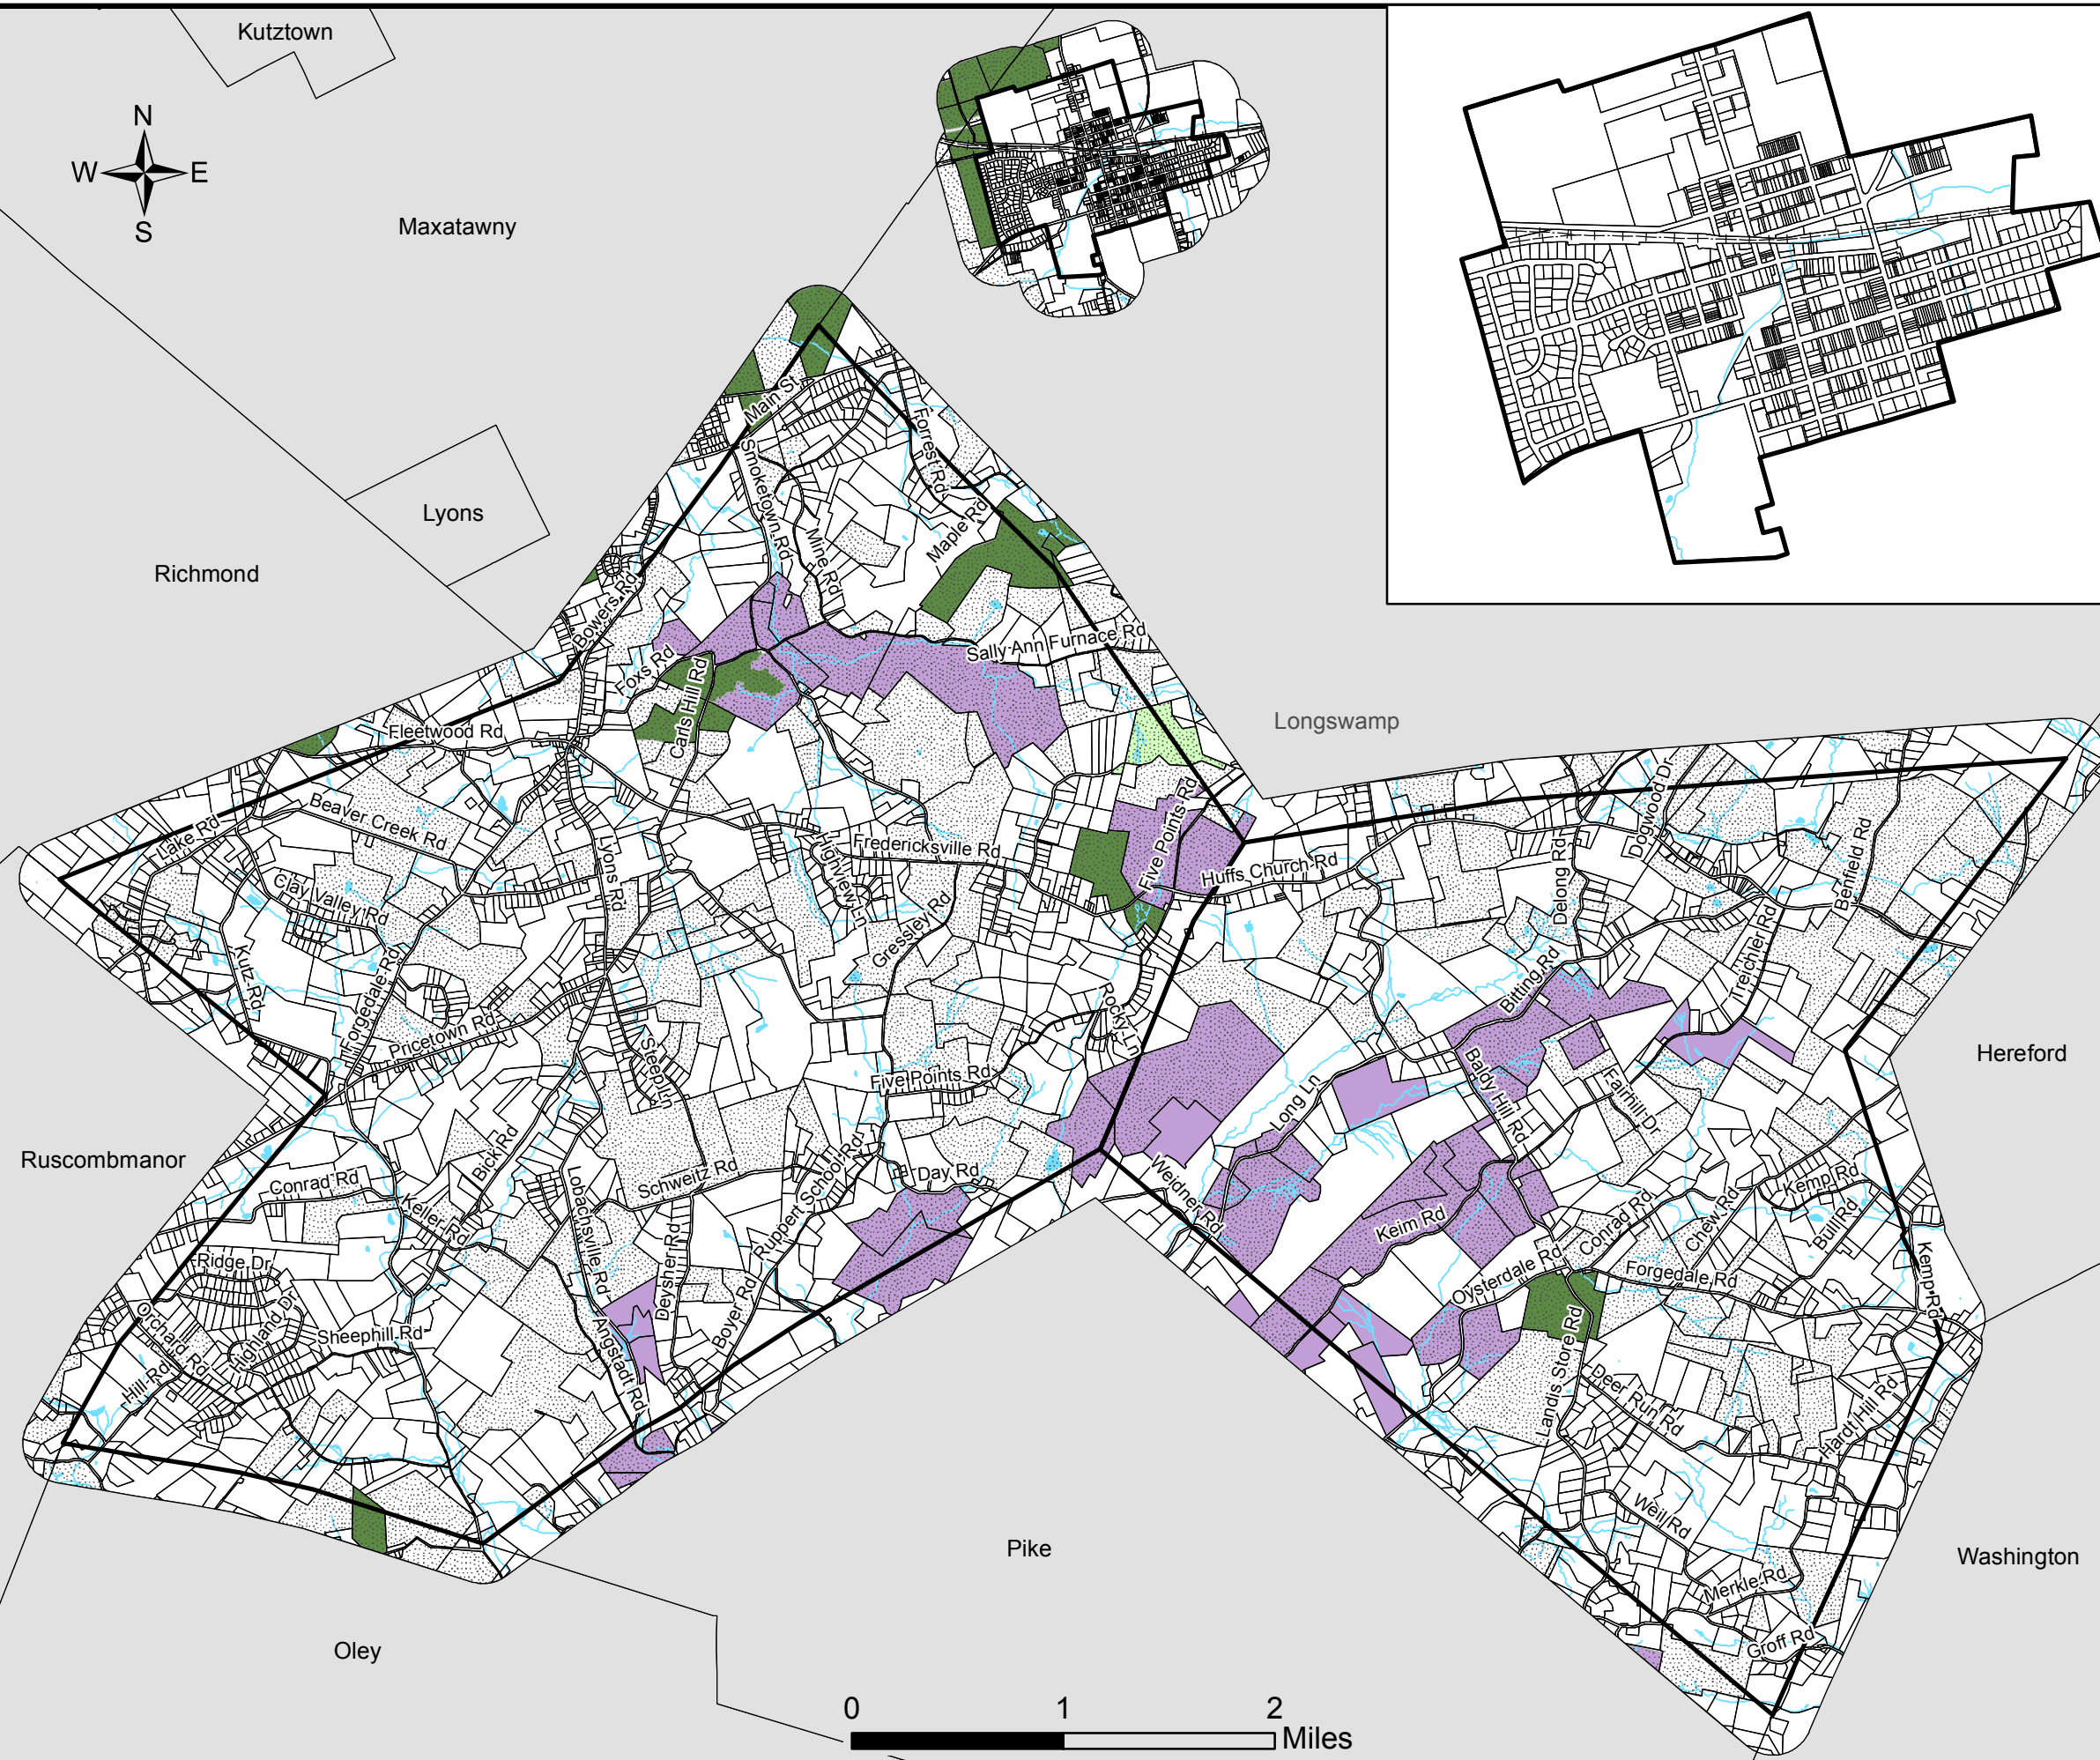 Kutztown
N
W E
S
Maxatawny
Lyons
Richmond
Main St
Forrest Rd
Smoketown Rd
Maple Rd
Mine Rd
Bowers Rd
Sally Ann Furnace Rd
Foxs Rd
Carls Hill Rd
Longswamp
Fleetwood Rd
Dogwood Dr
Five Points Rd
Beaver Creek Rd
Lake Rd
Fredericksville Rd
Highview Ln
Lyons Rd
Huffs Church Rd
Delong Rd
Benfield Rd
Clay Valley Rd
Gressley Rd
Treichler Rd
Kutz Rd
Forgedale Rd
Bitting Rd
Rocky Ln
Pricetown Rd
Steep Ln
Hereford
Five Points Rd
Long Ln
Baldy Hill Rd
Fairhill Dr
Ruscombmanor
Bick Rd
Schweitz Rd
Ruppert School Rd
Day Rd
Conrad Rd
Weidner Rd
Kemp Rd
Keller Rd
Lobachsville Rd
Keim Rd
Conrad Rd
Chew Rd
Bull Rd
Ridge Dr
Deysher Rd
Oysterdale Rd
Forgedale Rd
Kemp Rd
Orchard Rd
Highland Dr
Sheephill Rd
Boyer Rd
Angstadt Rd
Hill Rd
Landis Store Rd
Deer Run Rd
Hardt Hill Rd
Weil Rd
Pike
Washington
Merkle Rd
Groff Rd
Oley
0 1 2
Miles